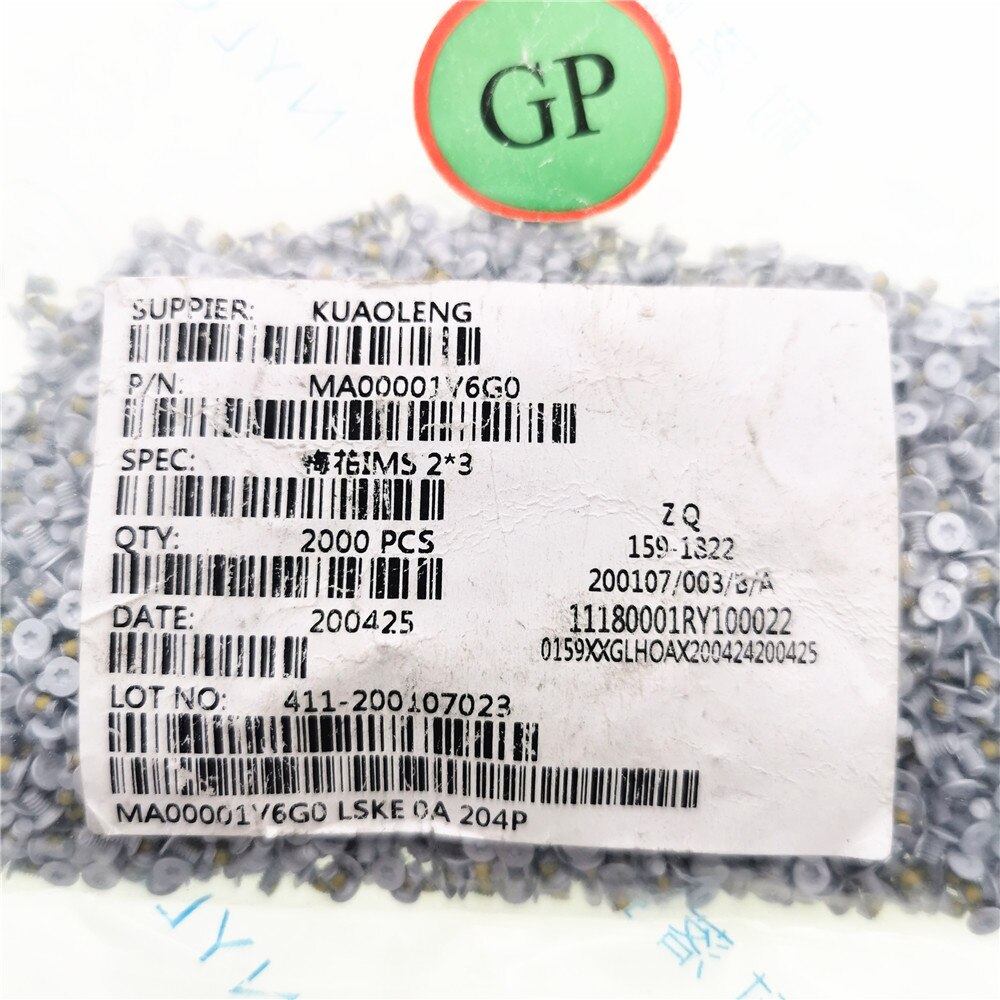 GP
SUPPIER: KUAOLENG
P/N: MA00001Y6G0
SPEC: 梅花IMS 2*3
QTY: 2000 PCS
DATE: 200425
LOT NO: 411-200107023
MA00001Y6G0 LSKE 0A 204P
ZQ
159-1822
200107/003/B/A
11180001RY100022
0159XXGLHOAX200424200425